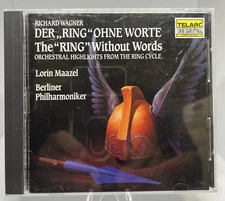 TELARC
RICHARD WAGNER
DER „RING“ OHNE WORTE
The “RING” Without Words
ORCHESTRAL HIGHLIGHTS FROM THE RING CYCLE
Lorin Maazel
Berliner
Philharmoniker